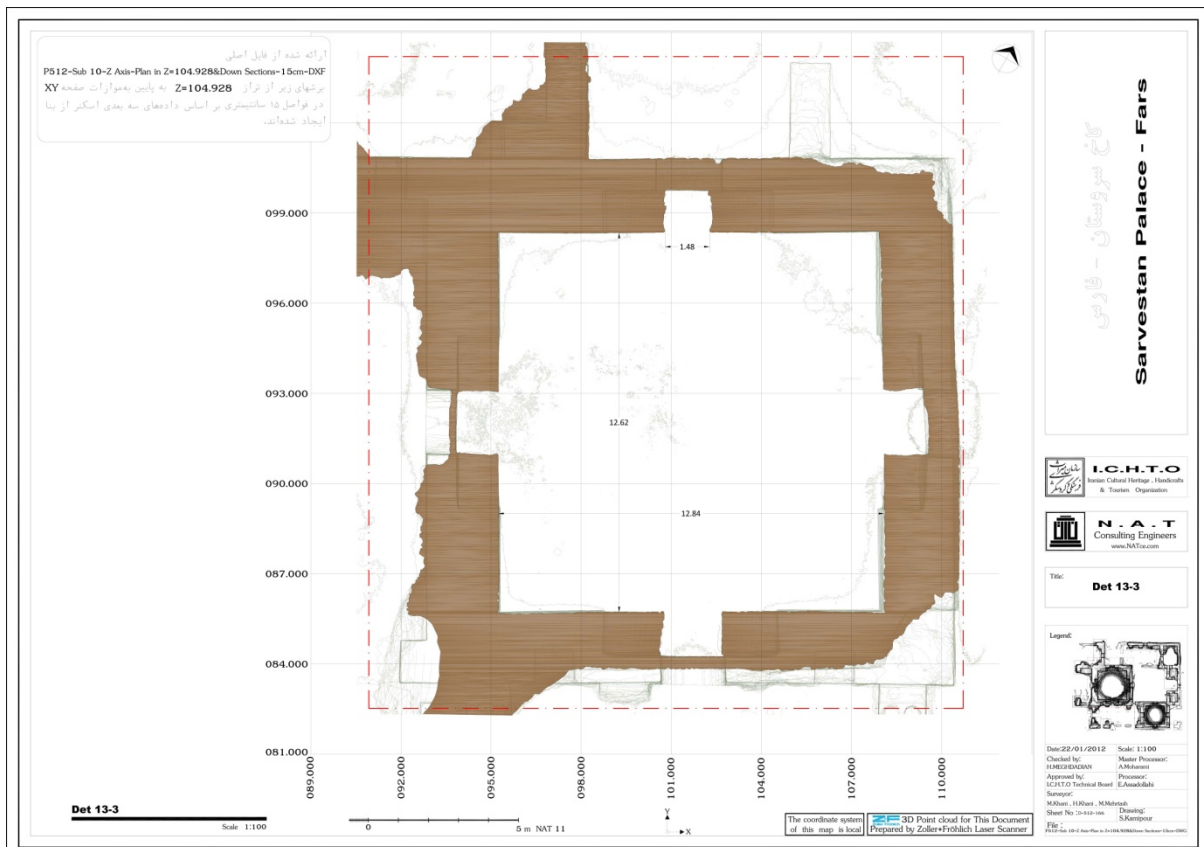 ارائه شده از فایل اصلی
P512-Sub 10-Z Axis-Plan in Z=104.928&Down Sections-15cm-DXF
برشهای زیر از تراز Z=104.928 به پایین به‌موازات صفحه XY
در فواصل ۱۵ سانتیمتری بر اساس داده‌های سه بعدی اسکنر از بنا
ایجاد شده‌اند.
099.000
096.000
093.000
090.000
087.000
084.000
081.000
089.000
092.000
095.000
098.000
101.000
104.000
107.000
110.000
1.48
12.62
12.84
کاخ سروستان - فارس
Sarvestan Palace - Fars
I.C.H.T.O
Iranian Cultural Heritage, Handicrafts
& Tourism Organization
N.A.T
Consulting Engineers
www.NATce.com
Title:
Det 13-3
Legend:
Date:22/01/2012 Scale: 1:100
Checked by: Master Processor:
H.MEGHDADIAN A.Mohareri
Approved by: Processor:
I.C.H.T.O Technical Board E.Assadollahi
Surveyor:
M.Khani , H.Khani , M.Mehrtash
Sheet No : Drawing:
S.Kamipour
File :
Det 13-3
Scale 1:100
0 5 m NAT 11
Y
X
The coordinate system
of this map is local
ZF 3D Point cloud for This Document
Prepared by Zoller+Fröhlich Laser Scanner